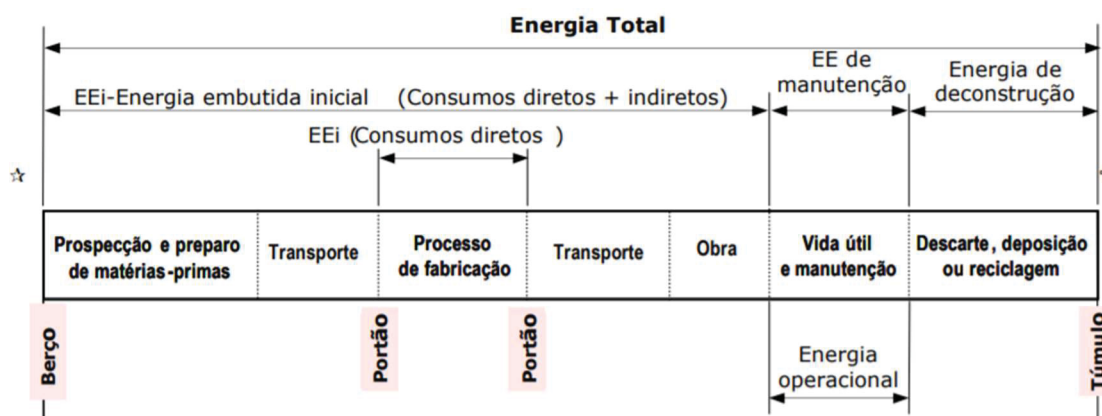 Energia Total
EE de
manutenção
Energia de
deconstrução
EEi-Energia embutida inicial (Consumos diretos + indiretos)
EEi (Consumos diretos )
Prospecção e preparo
de matérias-primas
Transporte
Processo
de fabricação
Transporte
Obra
Vida útil
e manutenção
Descarte, deposição
ou reciclagem
Berço
Portão
Portão
Energia
operacional
Túmulo